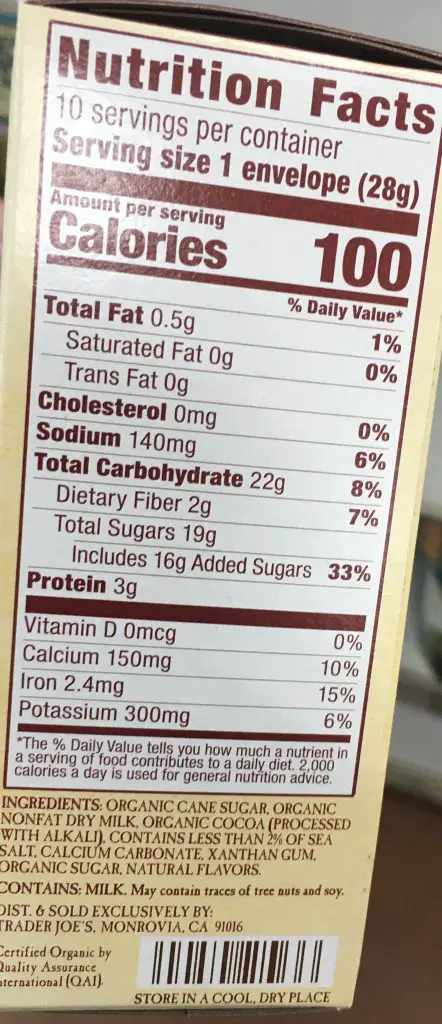 Nutrition Facts
10 servings per container
Serving size 1 envelope (28g)
Amount per serving
Calories 100
% Daily Value*
Total Fat 0.5g 1%
Saturated Fat 0g 0%
Trans Fat 0g
Cholesterol 0mg 0%
Sodium 140mg 6%
Total Carbohydrate 22g 8%
Dietary Fiber 2g 7%
Total Sugars 19g
Includes 16g Added Sugars 33%
Protein 3g
Vitamin D 0mcg 0%
Calcium 150mg 10%
Iron 2.4mg 15%
Potassium 300mg 6%
*The % Daily Value tells you how much a nutrient in
a serving of food contributes to a daily diet. 2,000
calories a day is used for general nutrition advice.
INGREDIENTS: ORGANIC CANE SUGAR, ORGANIC
NONFAT DRY MILK, ORGANIC COCOA (PROCESSED
WITH ALKALI), CONTAINS LESS THAN 2% OF SEA
SALT, CALCIUM CARBONATE, XANTHAN GUM,
ORGANIC SUGAR, NATURAL FLAVORS.
CONTAINS: MILK. May contain traces of tree nuts and soy.
DIST. & SOLD EXCLUSIVELY BY:
TRADER JOE'S, MONROVIA, CA 91016
Certified Organic by
Quality Assurance
International (QAI).
STORE IN A COOL, DRY PLACE